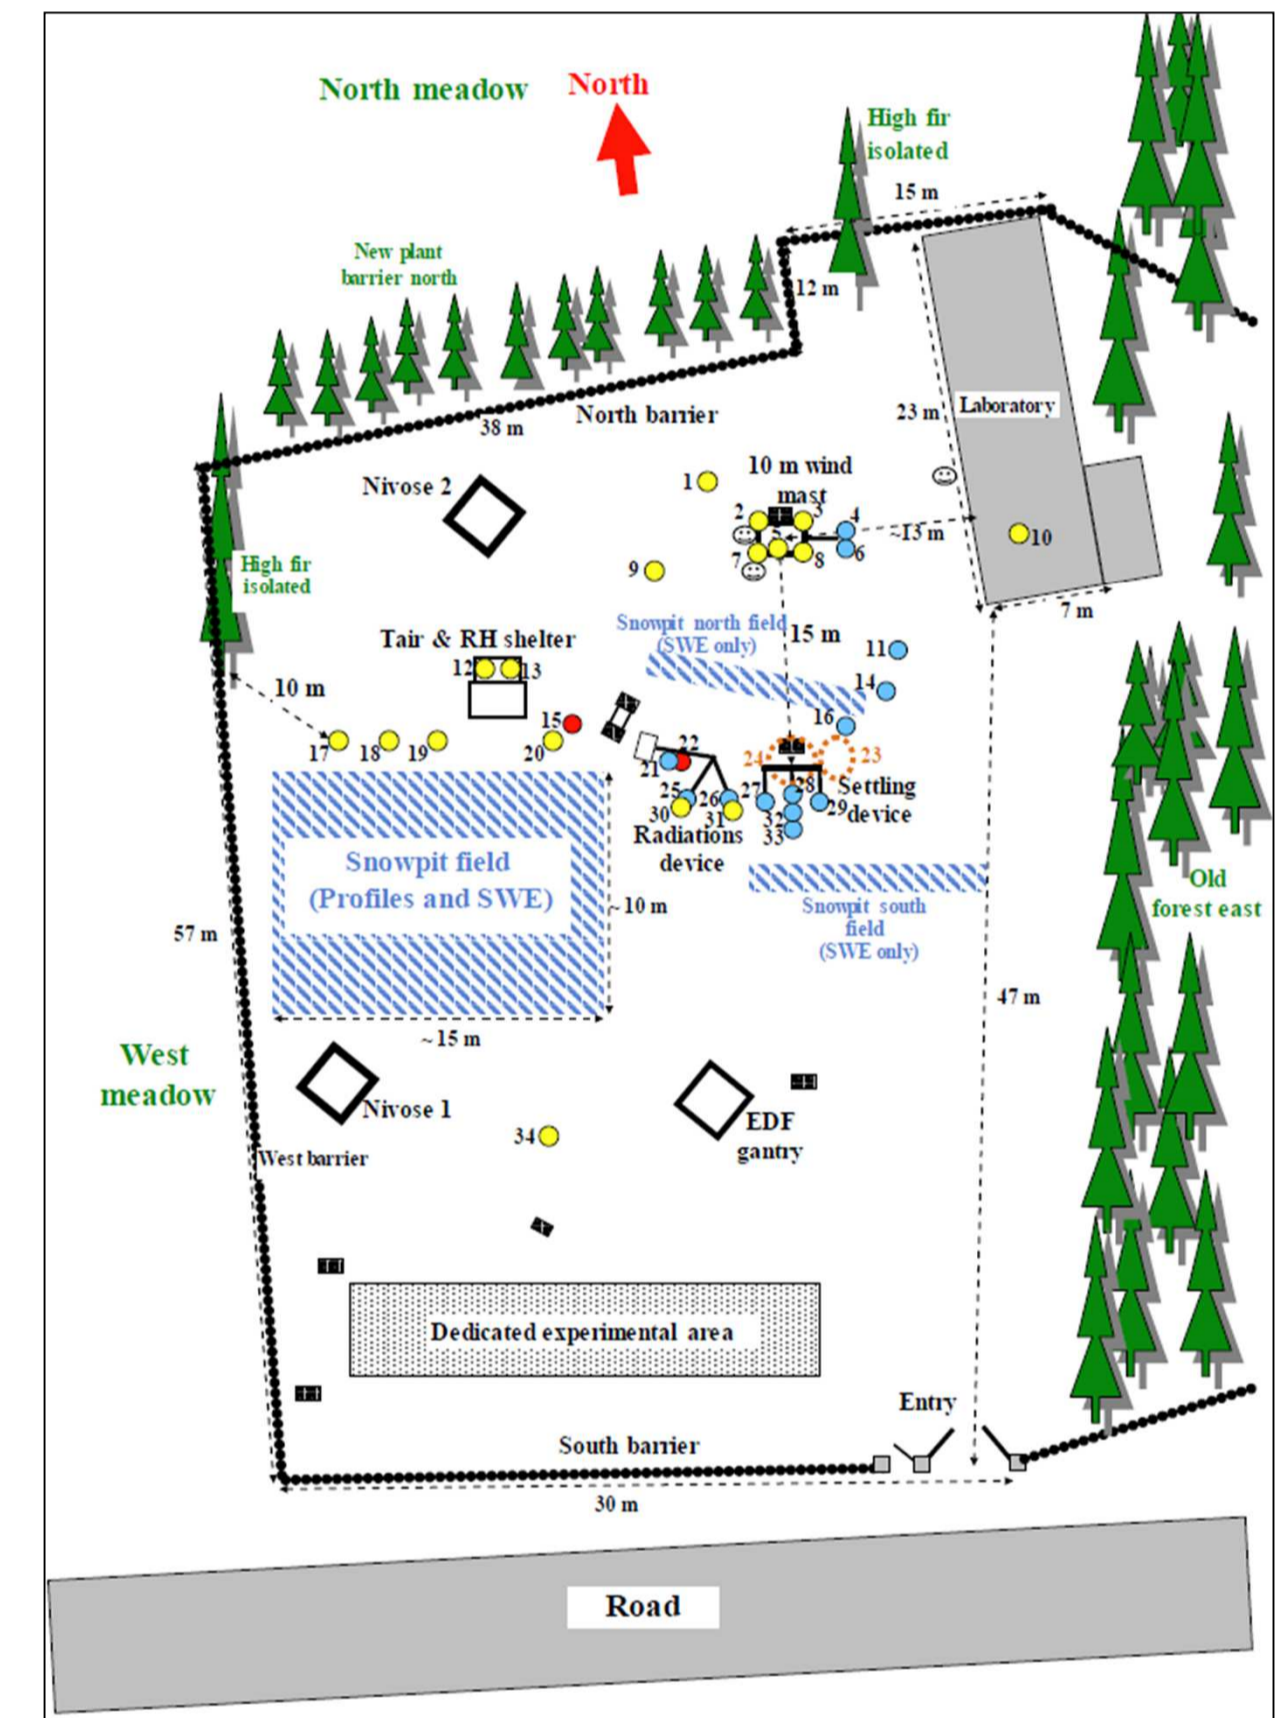 North meadow
North
High fir
isolated
15 m
New plant
barrier north
12 m
North barrier
38 m
23 m
Laboratory
Nivose 2
1
10 m wind
mast
2
3
4
5
6
7
8
~13 m
10
9
High fir
isolated
7 m
Snowpit north field
(SWE only)
15 m
Tair & RH shelter
11
12
13
14
10 m
15
16
17
18
19
20
21
22
24
23
25
26
27
28
29
Settling
device
30
31
32
33
Radiations
device
Snowpit field
(Profiles and SWE)
~10 m
Snowpit south
field
(SWE only)
Old
forest east
57 m
47 m
~15 m
West
meadow
Nivose 1
EDF
gantry
34
West barrier
Dedicated experimental area
Entry
South barrier
30 m
Road